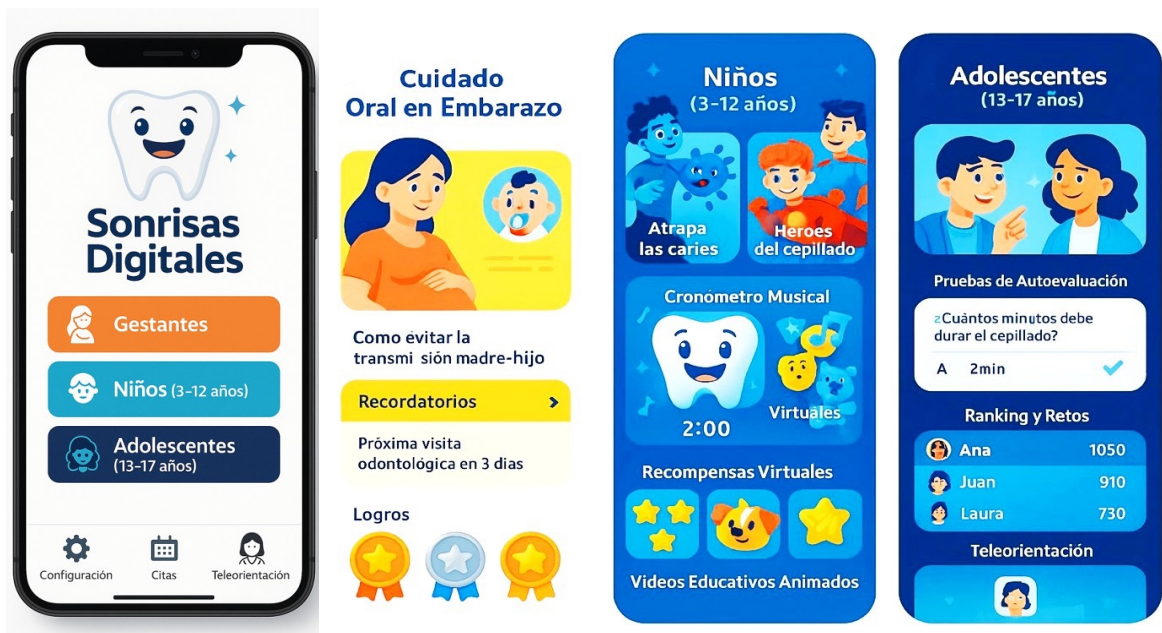 Sonrisas
Digitales
Gestantes
Niños (3-12 años)
Adolescentes
(13-17 años)
Configuración
Citas
Teleorientación
Cuidado
Oral en Embarazo
Como évitar la
transmi sión madre-hijo
Recordatorios
Próxima visita
odontológica en 3 dias
Logros
Niños
(3-12 años)
Atrapa
las caries
Heroes
del cepillado
Cronómetro Musical
2:00
Virtuales
Recompensas Virtuales
Videos Educativos Animados
Adolescentes
(13-17 años)
Pruebas de Autoevaluación
¿Cuántos minutos debe
durar el cepillado?
A 2min
Ranking y Retos
Ana 1050
Juan 910
Laura 730
Teleorientación